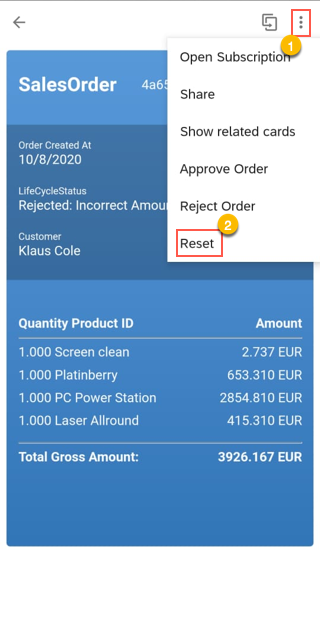 1
Open Subscription
SalesOrder 4a65
Share
Show related cards
Order Created At
10/8/2020
Approve Order
LifeCycleStatus
Rejected: Incorrect Amou
Reject Order
2
Customer
Klaus Cole
Reset
Quantity Product ID Amount
1.000 Screen clean 2.737 EUR
1.000 Platinberry 653.310 EUR
1.000 PC Power Station 2854.810 EUR
1.000 Laser Allround 415.310 EUR
Total Gross Amount: 3926.167 EUR